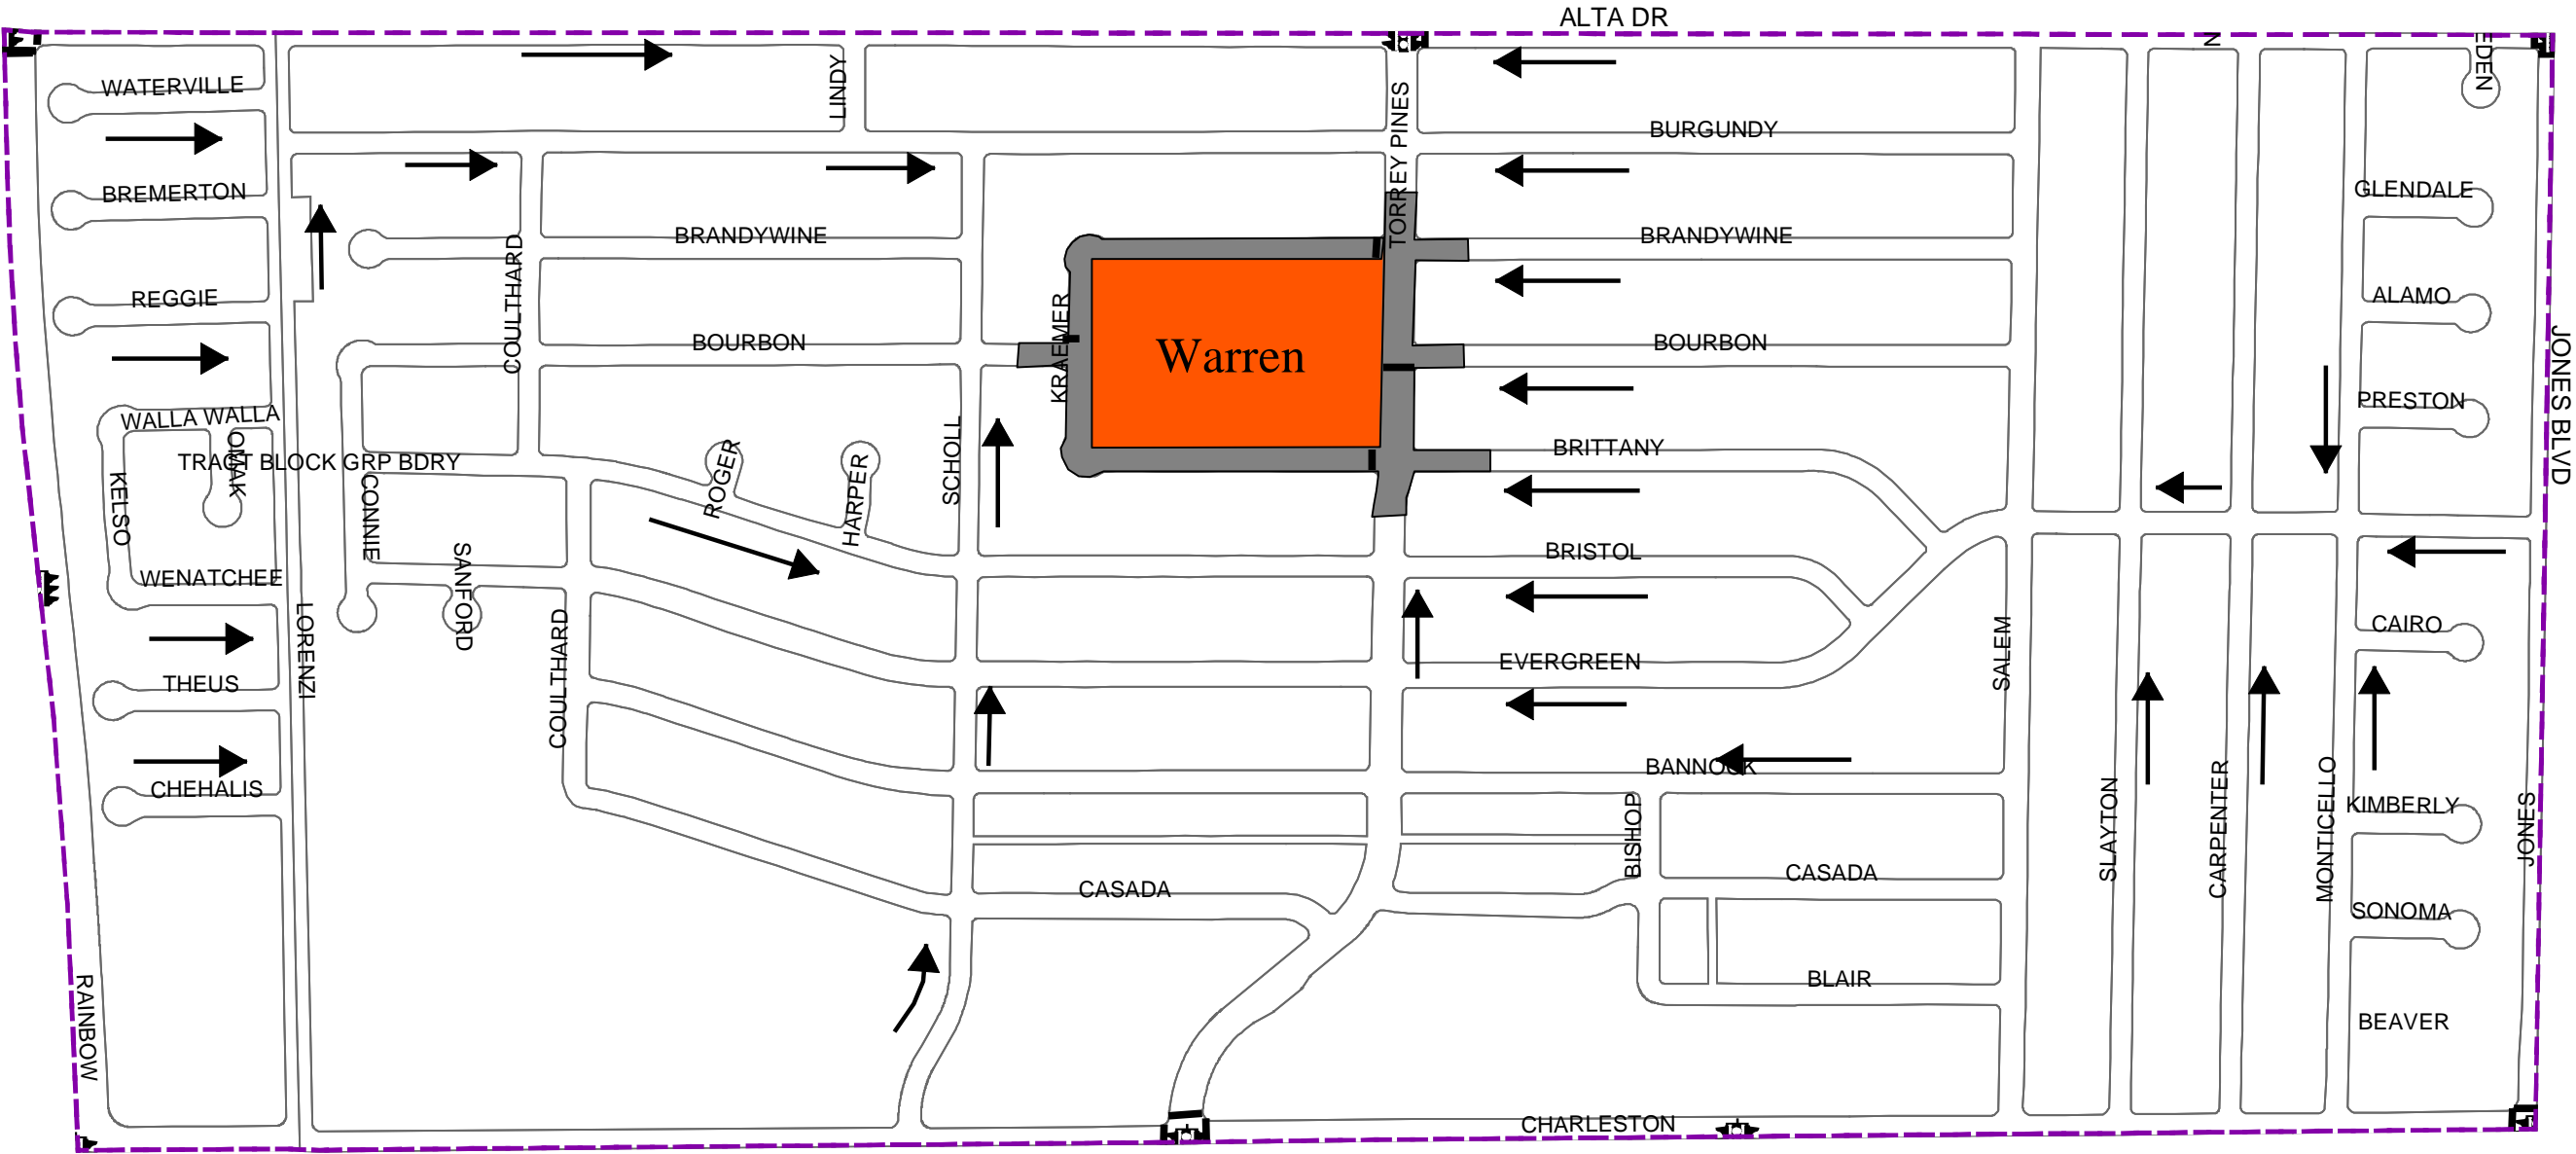 ALTA DR
N
EDEN
WATERVILLE
LINDY
TORREY PINES
BURGUNDY
BREMERTON
GLENDALE
COULTHARD
BRANDYWINE
BRANDYWINE
REGGIE
ALAMO
KRAEMER
BOURBON
Warren
BOURBON
JONES BLVD
WALLA WALLA
PRESTON
OMAK
TRACT BLOCK GRP BDRY
ROGER
HARPER
SCHOLL
BRITTANY
KELSO
CONNIE
BRISTOL
WENATCHEE
SANFORD
LORENZI
COULTHARD
SALEM
CAIRO
THEUS
EVERGREEN
CHEHALIS
BANNOCK
BISHOP
SLAYTON
CARPENTER
MONTICELLO
KIMBERLY
JONES
CASADA
CASADA
SONOMA
RAINBOW
BLAIR
BEAVER
CHARLESTON